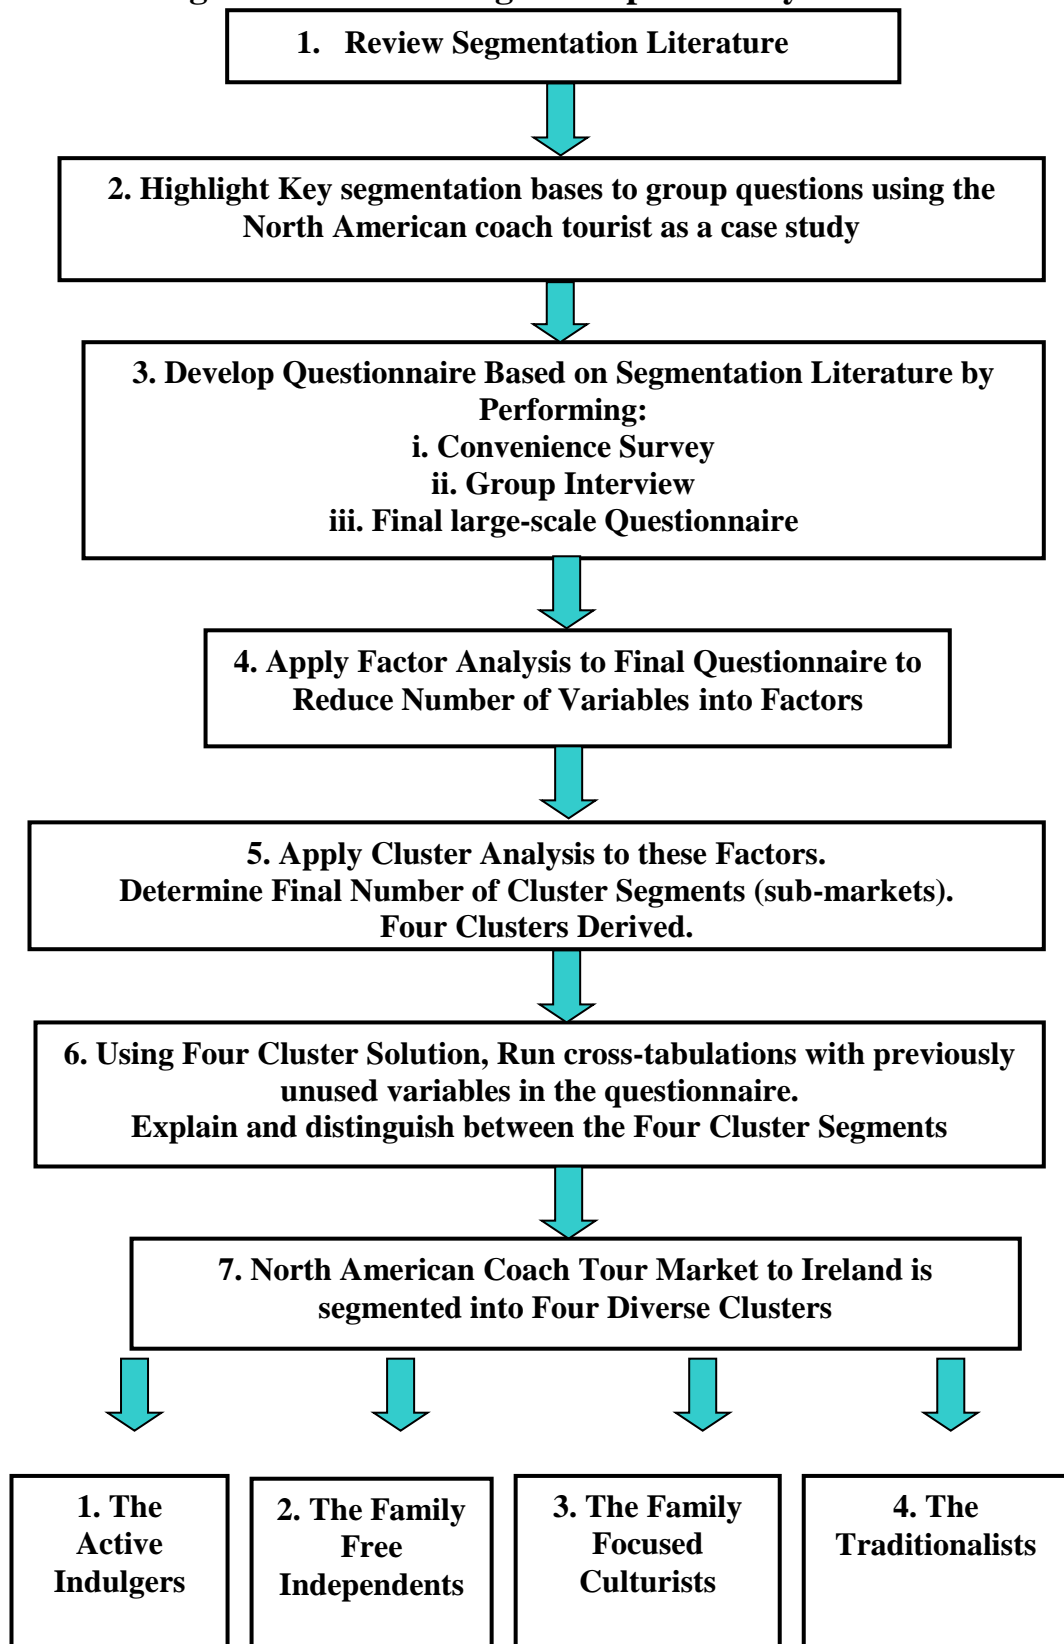 1. Review Segmentation Literature
2. Highlight Key segmentation bases to group questions using the
North American coach tourist as a case study
3. Develop Questionnaire Based on Segmentation Literature by
Performing:
i. Convenience Survey
ii. Group Interview
iii. Final large-scale Questionnaire
4. Apply Factor Analysis to Final Questionnaire to
Reduce Number of Variables into Factors
5. Apply Cluster Analysis to these Factors.
Determine Final Number of Cluster Segments (sub-markets).
Four Clusters Derived.
6. Using Four Cluster Solution, Run cross-tabulations with previously
unused variables in the questionnaire.
Explain and distinguish between the Four Cluster Segments
7. North American Coach Tour Market to Ireland is
segmented into Four Diverse Clusters
1. The
Active
Indulgers
2. The Family
Free
Independents
3. The Family
Focused
Culturists
4. The
Traditionalists